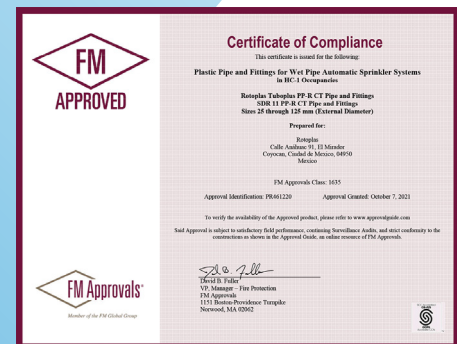 FM
APPROVED
Certificate of Compliance
This certificate is issued for the following:
Plastic Pipe and Fittings for Wet Pipe Automatic Sprinkler Systems
in HC-1 Occupancies
Rotoplas Tuboplus PP-R CT Pipe and Fittings
SDR 11 PP-R CT Pipe and Fittings
Sizes 25 through 125 mm (External Diameter)
Prepared for:
Rotoplas
Calle Anáhuac 91, El Mirador
Coyocan, Ciudad de Mexico, 04950
Mexico
FM Approvals Class: 1635
Approval Identification: PR461220 Approval Granted: October 7, 2021
To verify the availability of the Approved product, please refer to www.approvalguide.com
Said Approval is subject to satisfactory field performance, continuing Surveillance Audits, and strict conformity to the
constructions as shown in the Approval Guide, an online resource of FM Approvals.
David B. Fuller
VP, Manager – Fire Protection
FM Approvals
1151 Boston-Providence Turnpike
Norwood, MA 02062
FM Approvals
Member of the FM Global Group